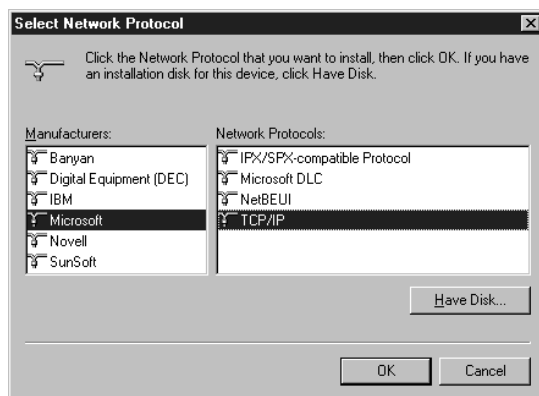 Select Network Protocol
Click the Network Protocol that you want to install, then click OK. If you have
an installation disk for this device, click Have Disk.
Manufacturers:
Banyan
Digital Equipment (DEC)
IBM
Microsoft
Novell
SunSoft
Network Protocols:
IPX/SPX-compatible Protocol
Microsoft DLC
NetBEUI
TCP/IP
Have Disk...
OK
Cancel